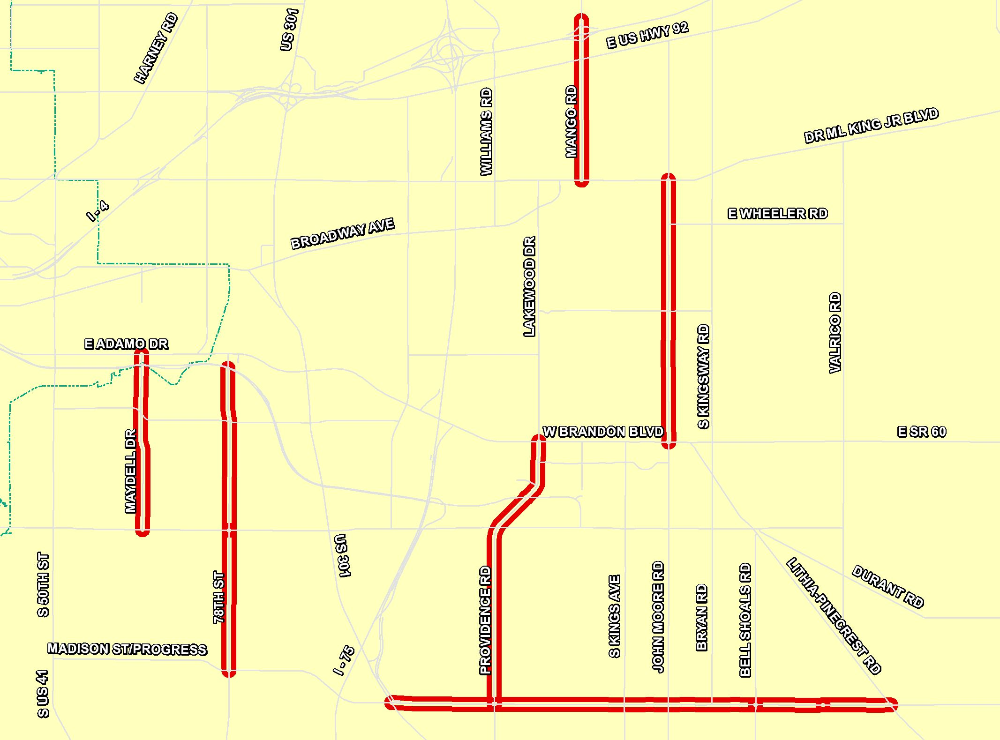 HARNEY RD
US 301
E US HWY 92
WILLIAMS RD
MANGO RD
DR ML KING JR BLVD
I - 4
BROADWAY AVE
E WHEELER RD
LAKEWOOD DR
VALRICO RD
E ADAMO DR
S KINGSWAY RD
W BRANDON BLVD
E SR 60
MAYDELL DR
US 301
S 50TH ST
78TH ST
PROVIDENCE RD
S KINGS AVE
JOHN MOORE RD
BRYAN RD
BELL SHOALS RD
LITHIA-PINECREST RD
DURANT RD
MADISON ST/PROGRESS
I - 75
S US 41